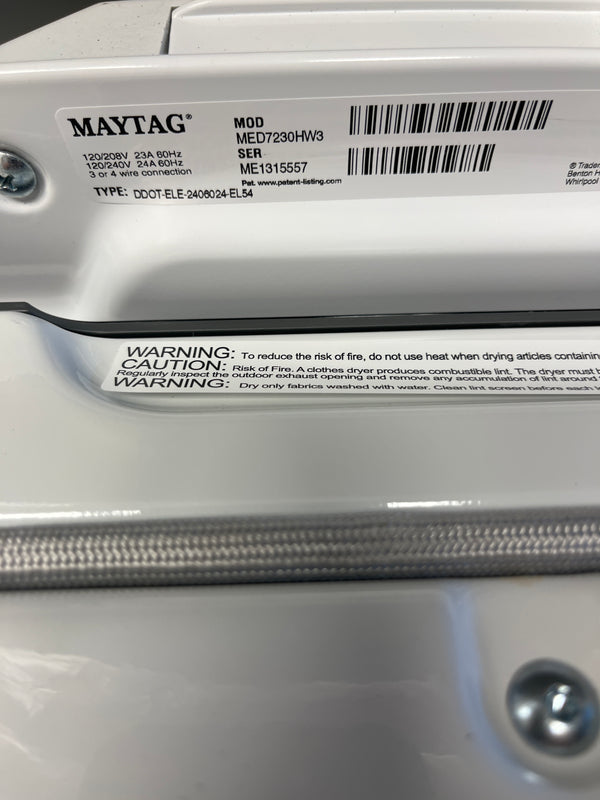 MAYTAG®
120/208V 23A 60Hz
120/240V 24A 60Hz
3 or 4 wire connection
TYPE: DDOT-ELE-2406024-EL54
MOD
MED7230HW3
SER
ME1315557
Pat. www.patent-listing.com
® Trade
Benton H
Whirlpool
WARNING: To reduce the risk of fire, do not use heat when drying articles containin
CAUTION: Risk of Fire. A clothes dryer produces combustible lint. The dryer must b
Regularly inspect the outdoor exhaust opening and remove any accumulation of lint around
WARNING: Dry only fabrics washed with water. Clean lint screen before each